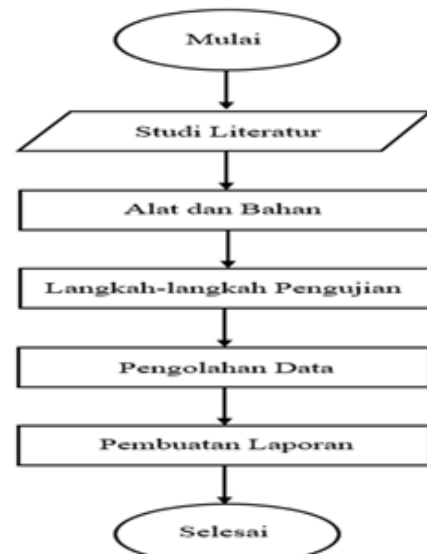 Mulai
Studi Literatur
Alat dan Bahan
Langkah-langkah Pengujian
Pengolahan Data
Pembuatan Laporan
Selesai